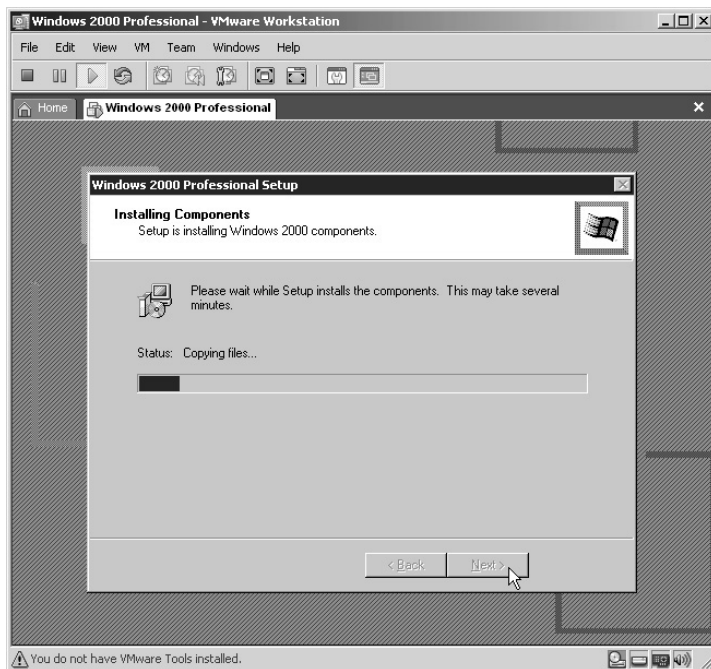 Windows 2000 Professional - VMware Workstation
File Edit View VM Team Windows Help
Home Windows 2000 Professional
Windows 2000 Professional Setup
Installing Components
Setup is installing Windows 2000 components.
Please wait while Setup installs the components. This may take several
minutes.
Status: Copying files...
< Back Next >
You do not have VMware Tools installed.